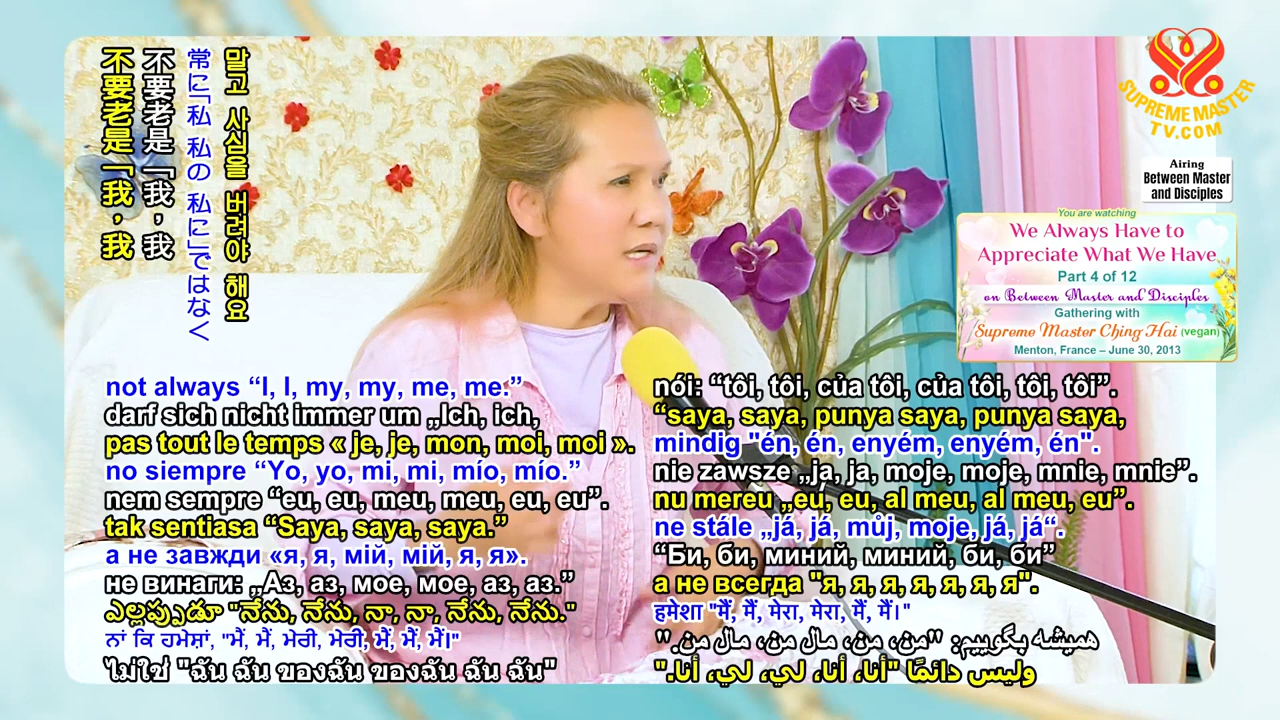 말고 사심을 버려야 해요
常に「私 私の 私に」ではなく
不要老是「我，我
不要老是「我，我
SUPREME MASTER
TV.COM
Airing
Between Master
and Disciples
You are watching
We Always Have to
Appreciate What We Have
Part 4 of 12
on Between Master and Disciples
Gathering with
Supreme Master Ching Hai (vegan)
Menton, France – June 30, 2013
not always “I, I, my, my, me, me.”
darf sich nicht immer um „Ich, ich,
pas tout le temps « je, je, mon, moi, moi ».
no siempre “Yo, yo, mi, mi, mío, mío.”
nem sempre “eu, eu, meu, meu, eu, eu”.
tak sentiasa “Saya, saya, saya.”
а не завжди «я, я, мій, мій, я, я».
не винаги: „Аз, аз, мое, мое, аз, аз.”
ఎల్లప్పుడూ "నేను, నేను, నా, నా, నేను, నేను."
ਨਾਂ ਕਿ ਹਮੇਸ਼ਾਂ, "ਮੈਂ, ਮੈਂ, ਮੇਰੀ, ਮੇਰੀ, ਮੈਂ, ਮੈਂ, ਮੈਂ।"
ไม่ใช่ "ฉัน ฉัน ของฉัน ของฉัน ฉัน ฉัน"
nói: “tôi, tôi, của tôi, của tôi, tôi, tôi”.
“saya, saya, punya saya, punya saya,
mindig "én, én, enyém, enyém, én".
nie zawsze „ja, ja, moje, moje, mnie, mnie”.
nu mereu „eu, eu, al meu, al meu, eu”.
ne stále „já, já, můj, moje, já, já“.
“Би, би, миний, миний, би, би”
а не всегда "я, я, я, я, я, я, я".
हमेशा "मैं, मैं, मेरा, मेरा, मैं, मैं।"
همیشه بگوییم: "من، من، مال من، مال من."
وليس دائمًا "أنا، أنا، لي، لي، أنا."